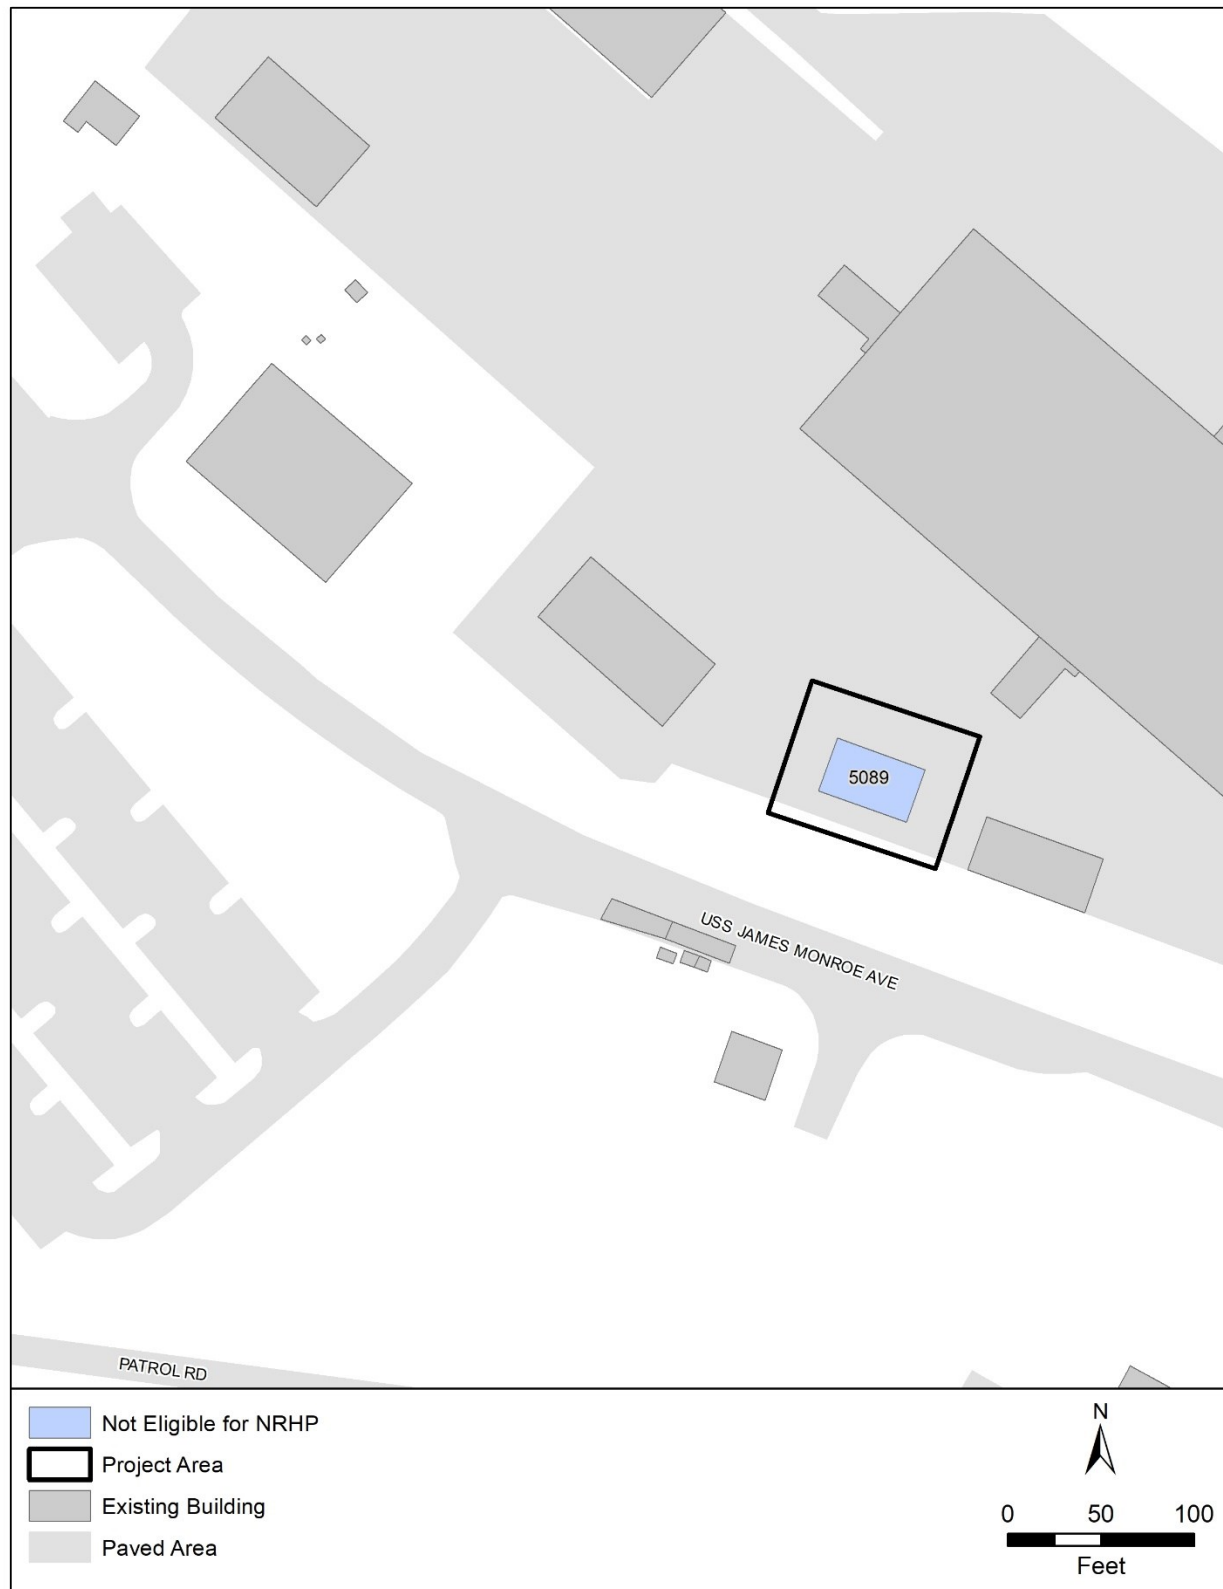 5089
USS JAMES MONROE AVE
PATROL RD
Not Eligible for NRHP
Project Area
Existing Building
Paved Area
N
0 50 100
Feet